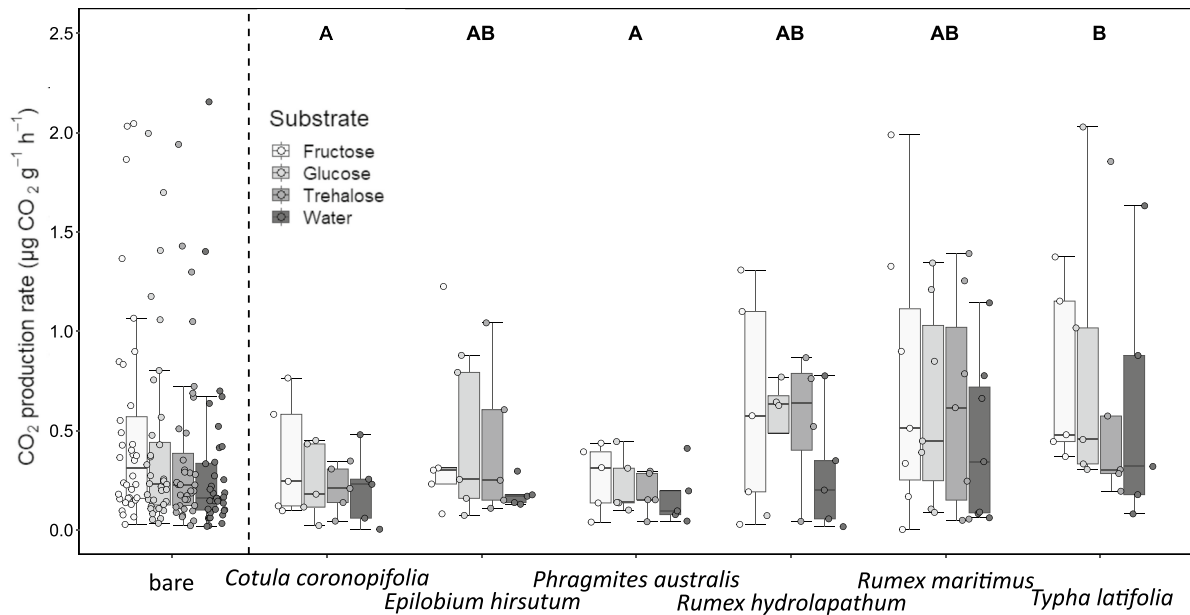 2.5
2.0
1.5
1.0
0.5
0.0
CO₂ production rate (µg CO₂ g⁻¹ h⁻¹)
A
AB
A
AB
AB
B
Substrate
Fructose
Glucose
Trehalose
Water
bare
Cotula coronopifolia
Epilobium hirsutum
Phragmites australis
Rumex hydrolapathum
Rumex maritimus
Typha latifolia